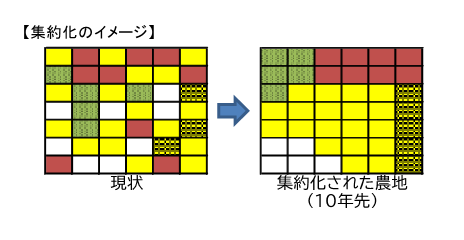 【集約化のイメージ】
現状
集約化された農地
（１０年先）